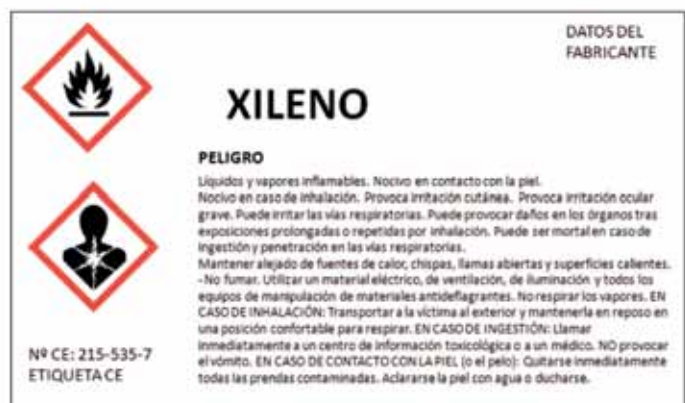 DATOS DEL
FABRICANTE
XILENO
PELIGRO
Líquidos y vapores inflamables. Nocivo en contacto con la piel.
Nocivo en caso de inhalación. Provoca irritación cutánea. Provoca irritación ocular
grave. Puede irritar las vías respiratorias. Puede provocar daños en los órganos tras
exposiciones prolongadas o repetidas por inhalación. Puede ser mortal en caso de
ingestión y penetración en las vías respiratorias.
Mantener alejado de fuentes de calor, chispas, llamas abiertas y superficies calientes.
-No fumar. Utilizar un material eléctrico, de ventilación, de iluminación y todos los
equipos de manipulación de materiales antideflagrantes. No respirar los vapores. EN
CASO DE INHALACIÓN: Transportar a la víctima al exterior y mantenerla en reposo en
una posición confortable para respirar. EN CASO DE INGESTIÓN: Llamar
inmediatamente a un centro de información toxicológica o a un médico. NO provocar
el vómito. EN CASO DE CONTACTO CON LA PIEL (o el pelo): Quitarse inmediatamente
todas las prendas contaminadas. Aclararse la piel con agua o ducharse.
Nº CE: 215-535-7
ETIQUETA CE